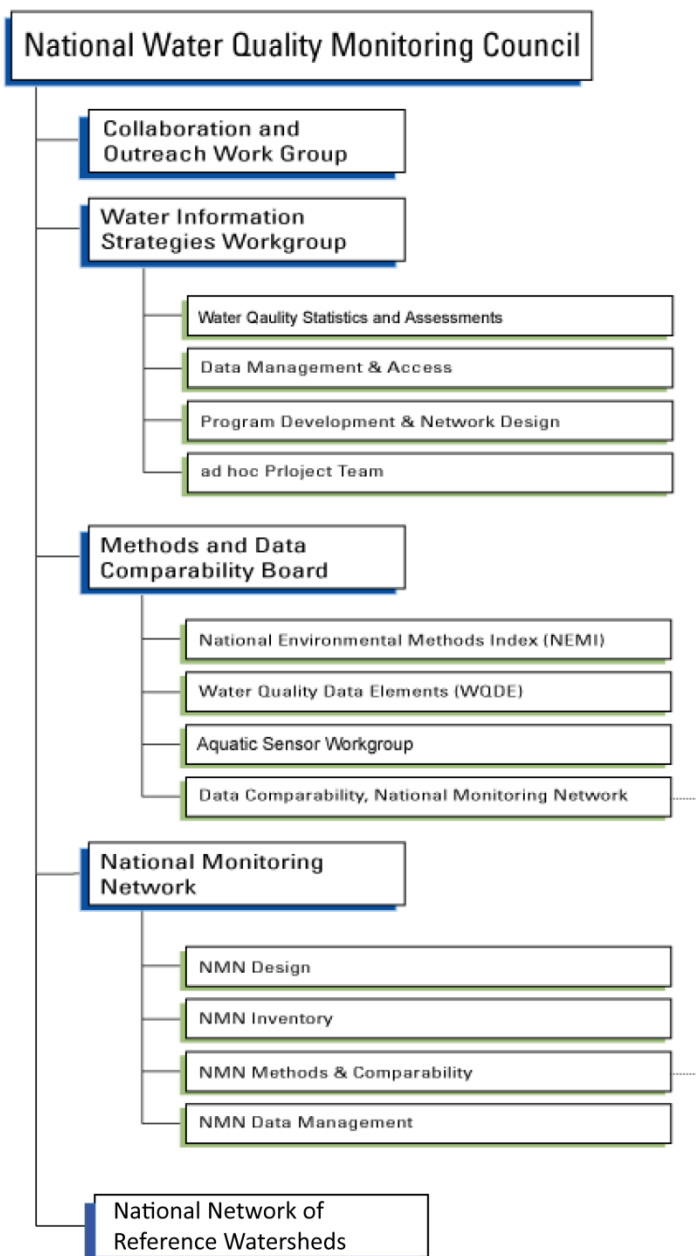 National Water Quality Monitoring Council
Collaboration and
Outreach Work Group
Water Information
Strategies Workgroup
Water Qaulity Statistics and Assessments
Data Management & Access
Program Development & Network Design
ad hoc Prloject Team
Methods and Data
Comparability Board
National Environmental Methods Index (NEMI)
Water Quality Data Elements (WQDE)
Aquatic Sensor Workgroup
Data Comparability, National Monitoring Network
National Monitoring
Network
NMN Design
NMN Inventory
NMN Methods & Comparability
NMN Data Management
National Network of
Reference Watersheds